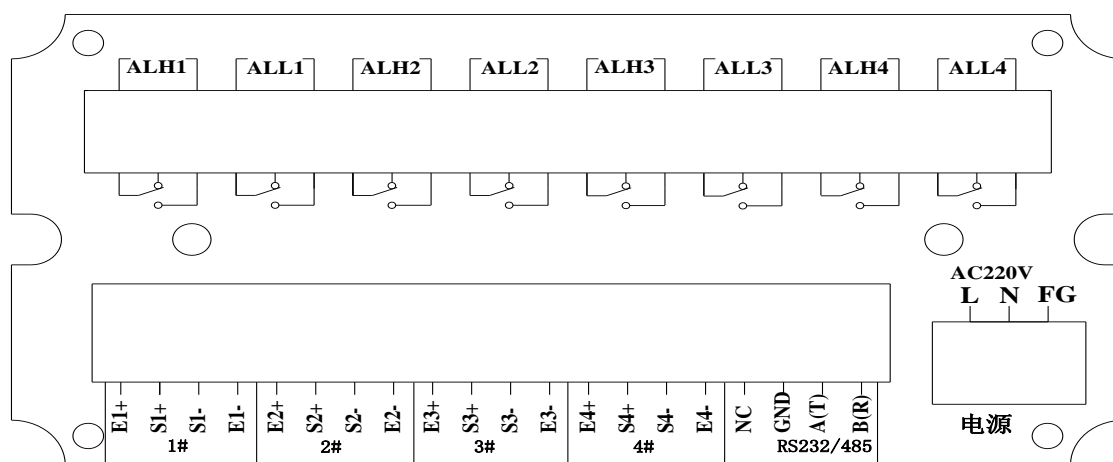 ALH1 ALL1 ALH2 ALL2 ALH3 ALL3 ALH4 ALL4
AC220V
L N FG
电源
E1+ S1+ S1- E1- E2+ S2+ S2- E2- E3+ S3+ S3- E3- E4+ S4+ S4- E4- NC GND A(T) B(R)
1# 2# 3# 4# RS232/485